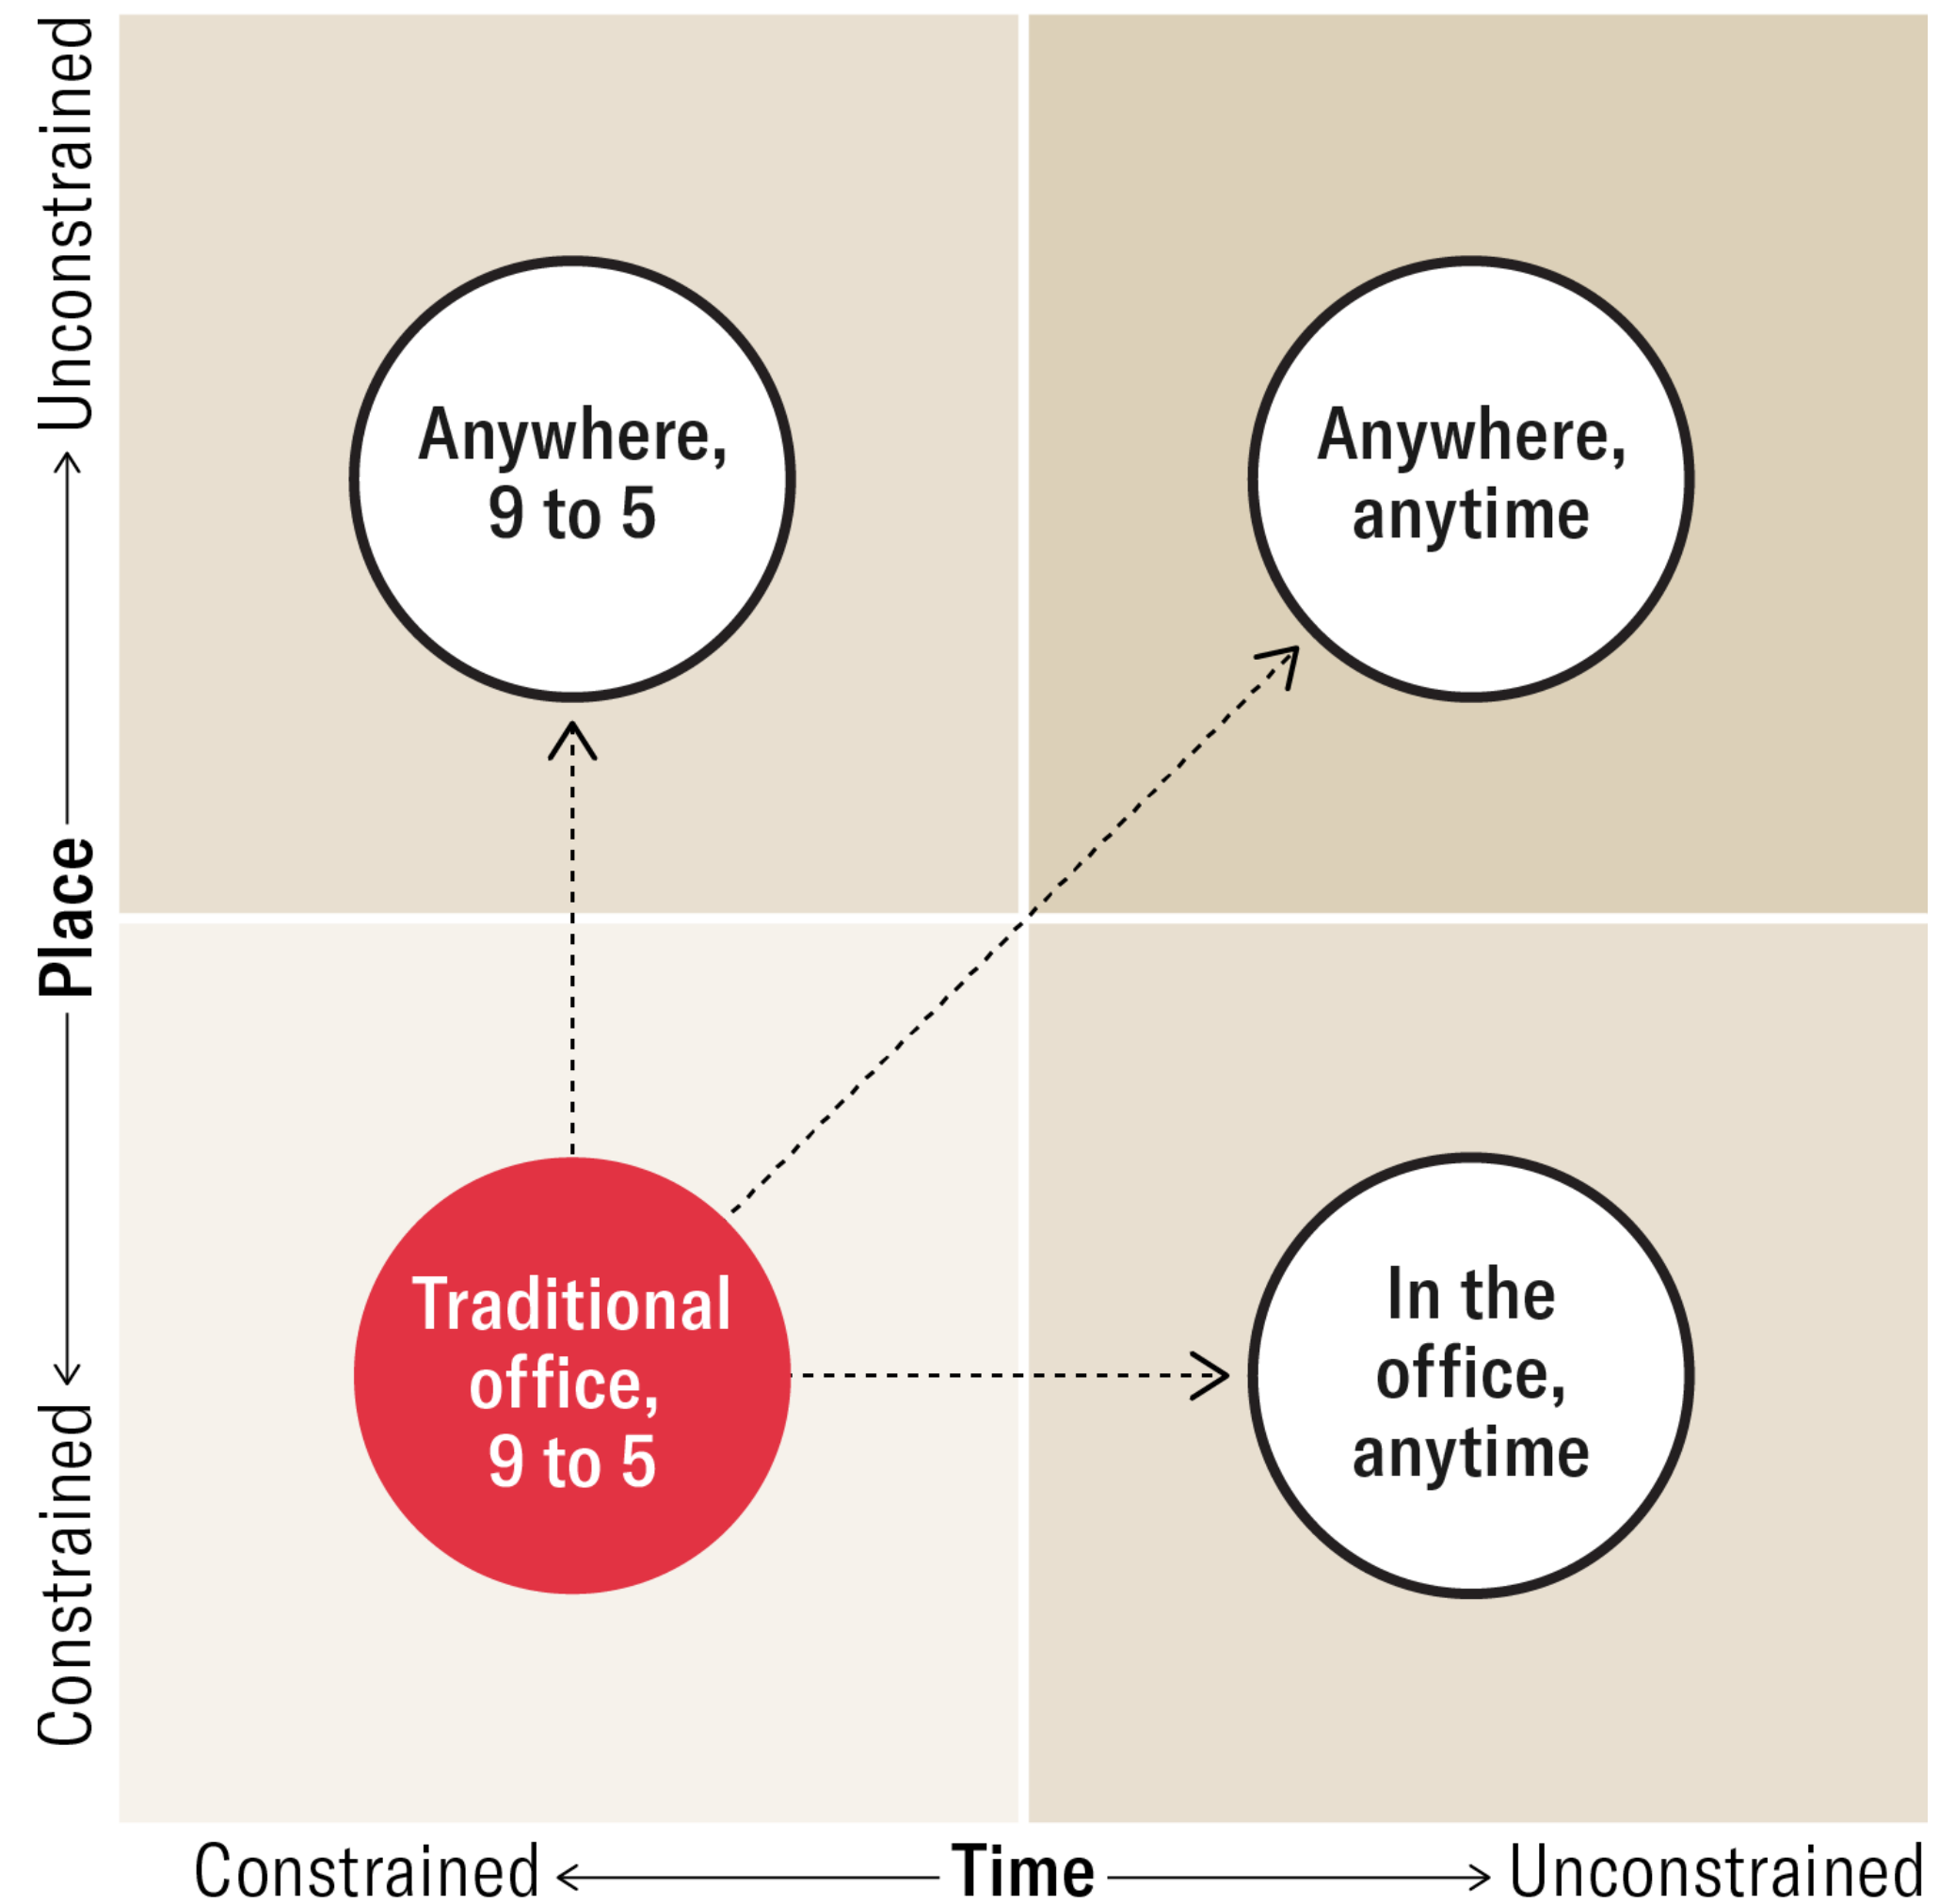 Unconstrained
Place
Constrained
Anywhere,
9 to 5
Anywhere,
anytime
Traditional
office,
9 to 5
In the
office,
anytime
Constrained
Time
Unconstrained